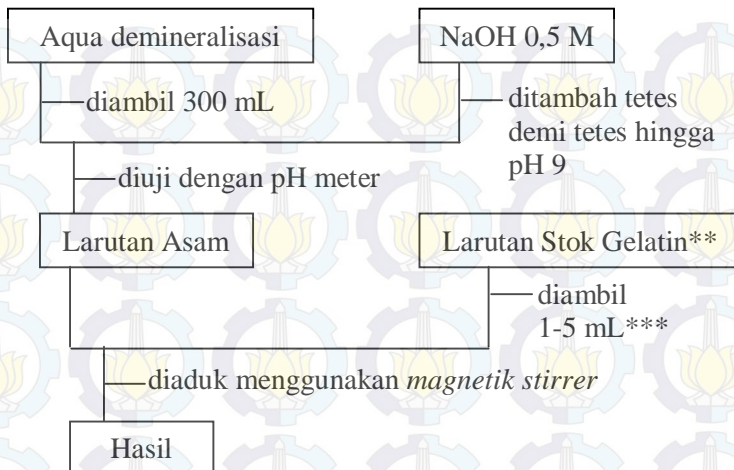 Aqua demineralisasi
NaOH 0,5 M
diambil 300 mL
ditambah tetes
demi tetes hingga
pH 9
diuji dengan pH meter
Larutan Asam
Larutan Stok Gelatin**
diambil
1-5 mL***
diaduk menggunakan magnetik stirrer
Hasil